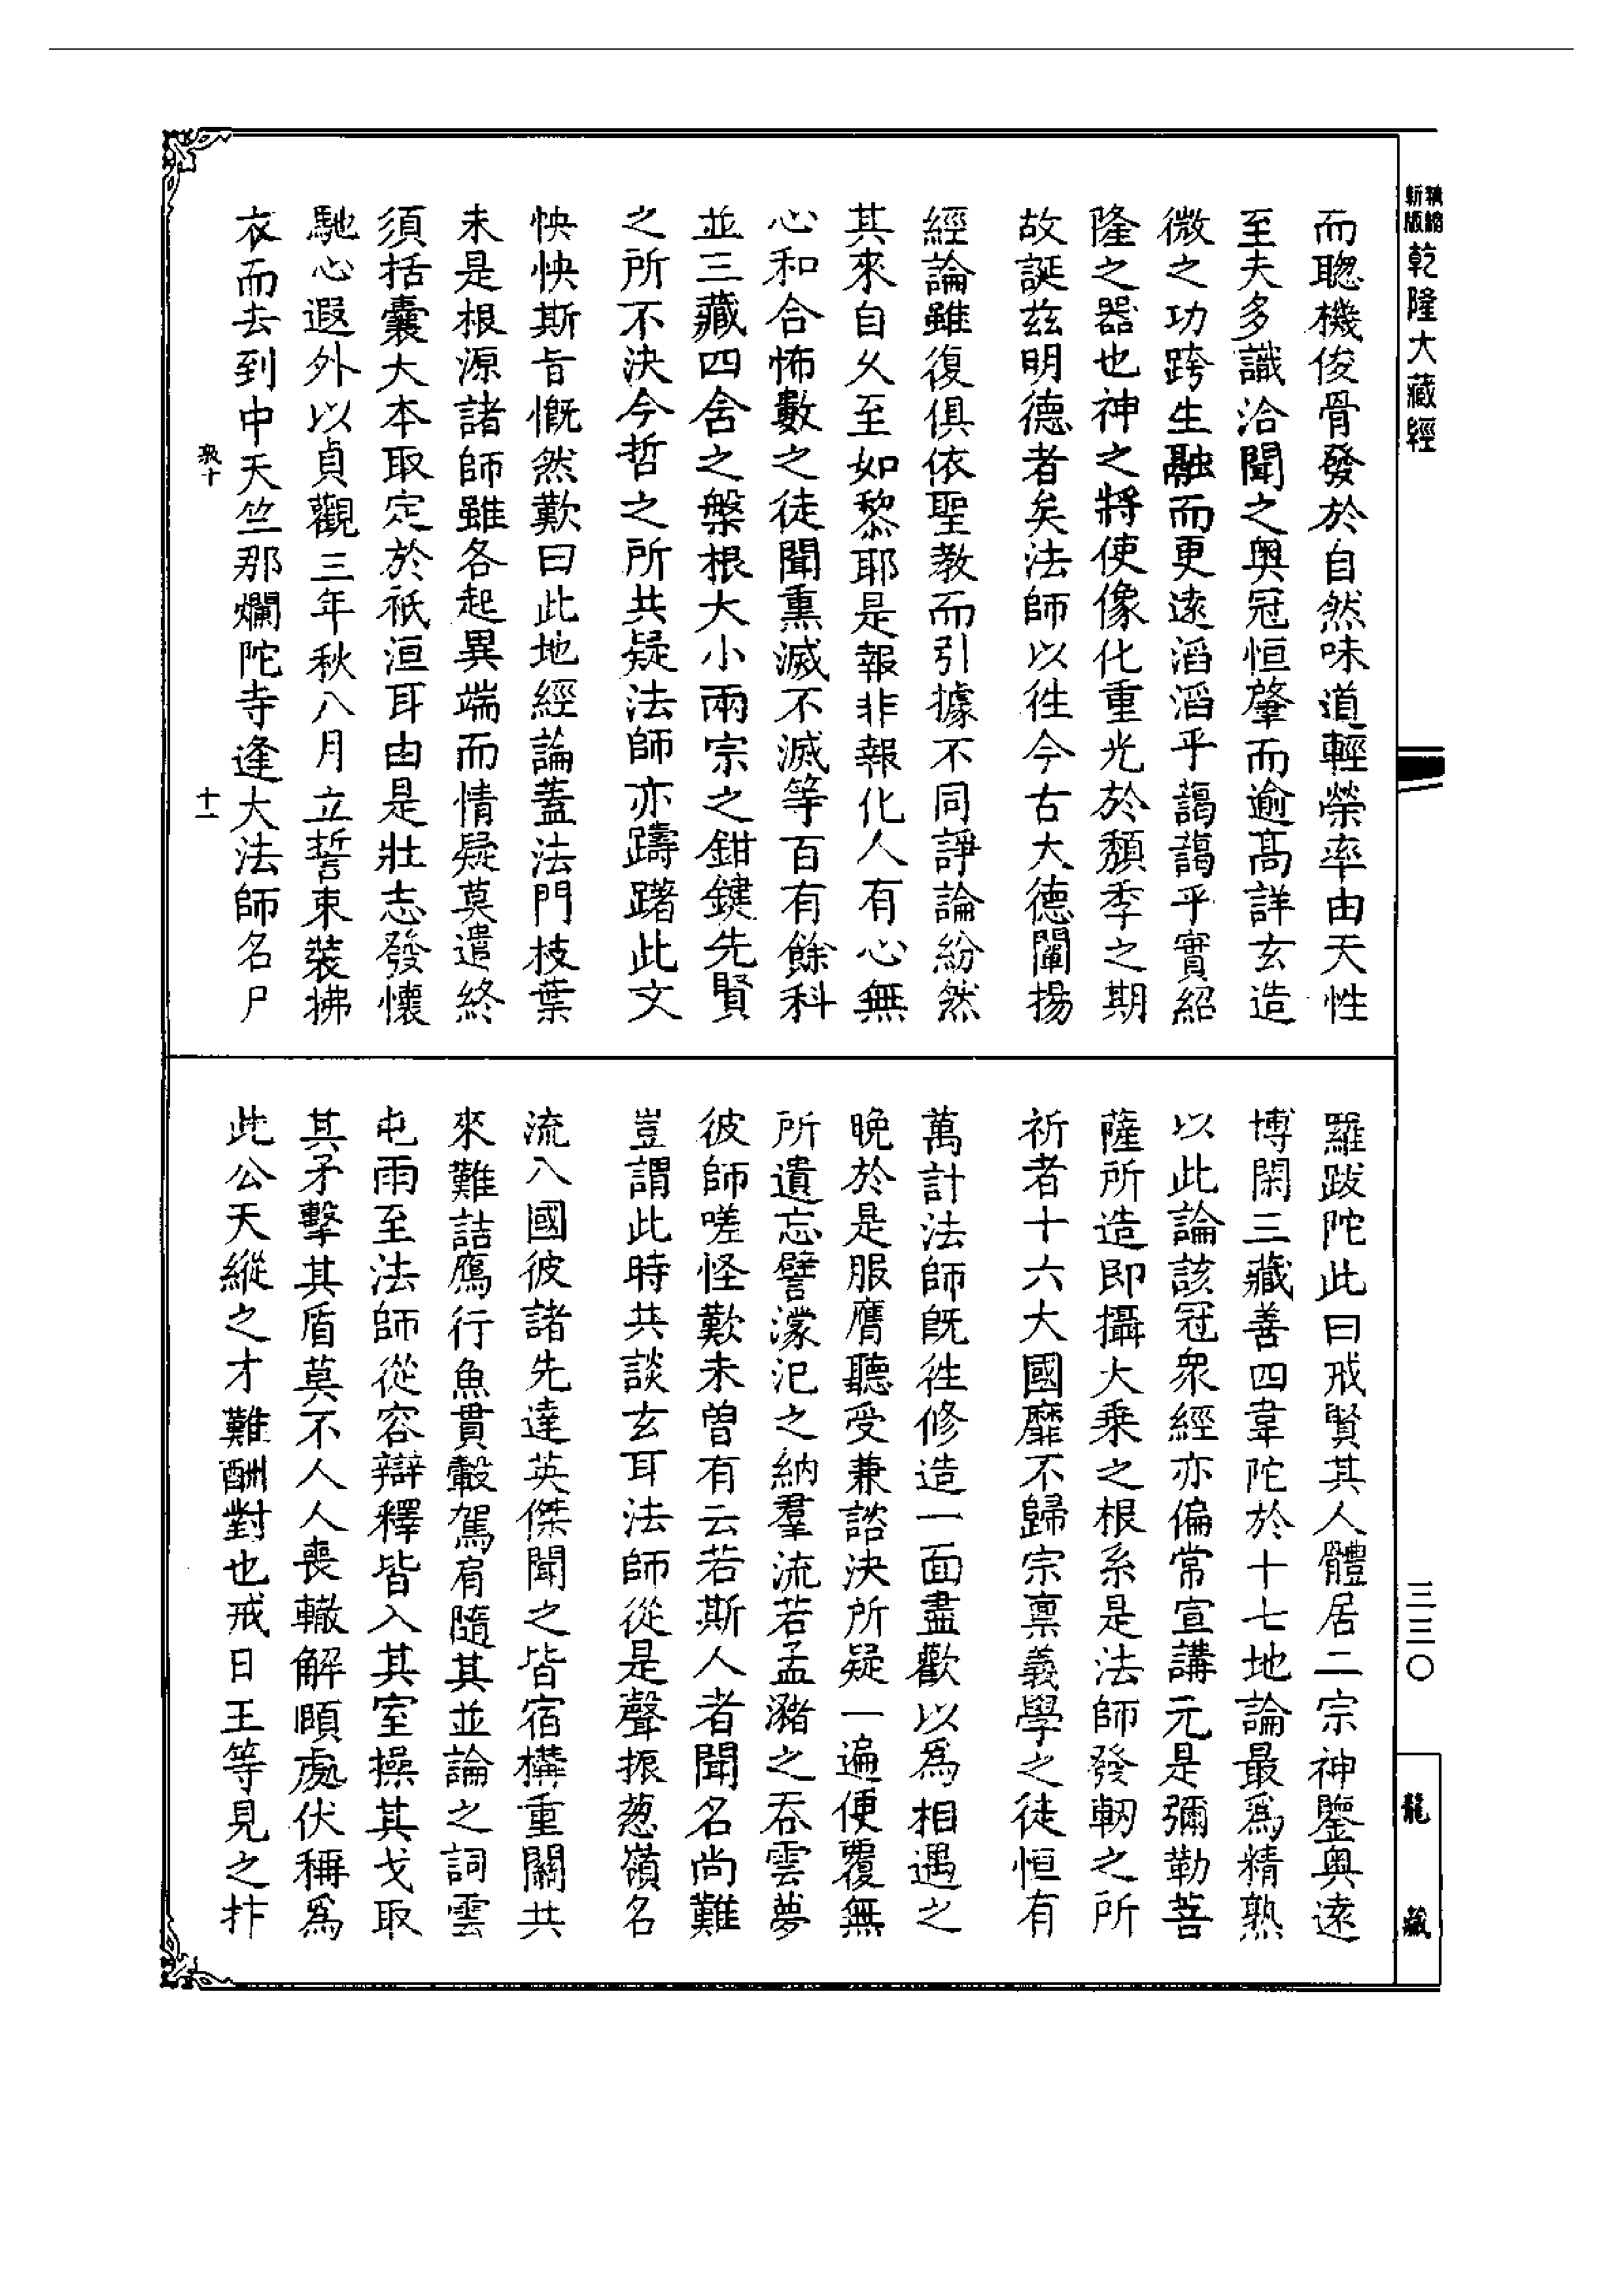 精縮新版乾隆大藏經
三三〇
龍藏
而聰機俊骨發於自然味道輕榮率由天性
至夫多識洽聞之奧冠恒肇而逾高詳玄造
微之功跨生融而更遠滔滔乎藹藹乎實紹
隆之器也神之將使像化重光於頹季之期
故誕茲明德者矣法師以徃今古大德闡揚
經論雖復俱依聖教而引據不同諍論紛然
其來自久至如黎耶是報非報化人有心無
心和合怖數之徒聞熏滅不滅等百有餘科
並三藏四含之槃根大小兩宗之鉗鍵先賢
之所不決今哲之所共疑法師亦躊躇此文
怏怏斯旨慨然歎曰此地經論蓋法門枝葉
未是根源諸師雖各起異端而情疑莫遣終
須括囊大本取定於祇洹耳由是壯志發懷
馳心遐外以貞觀三年秋八月立誓束裝拂
衣而去到中天竺那爛陀寺逢大法師名尸
十一
羅跋陀此曰戒賢其人體居二宗神鑒奧遠
博閑三藏善四韋陀於十七地論最爲精熟
以此論該冠眾經亦偏常宣講元是彌勒菩
薩所造即攝大乘之根系是法師發軔之所
祈者十六大國靡不歸宗稟義學之徒恒有
萬計法師既徃修造一面盡歡以爲相遇之
晚於是服膺聽受兼諮決所疑一遍便覆無
所遺忘譬濛汜之納羣流若孟瀦之吞雲夢
彼師嗟怪歎未曾有云若斯人者聞名尚難
豈謂此時共談玄耳法師從是聲振葱嶺名
流八國彼諸先達英傑聞之皆宿構重關共
來難詰鴈行魚貫轂駕肩隨其並論之詞雲
屯雨至法師從容辯釋皆入其室操其戈取
其矛擊其盾莫不人人喪轍解頤處伏稱爲
此公天縱之才難酬對也戒日王等見之抃